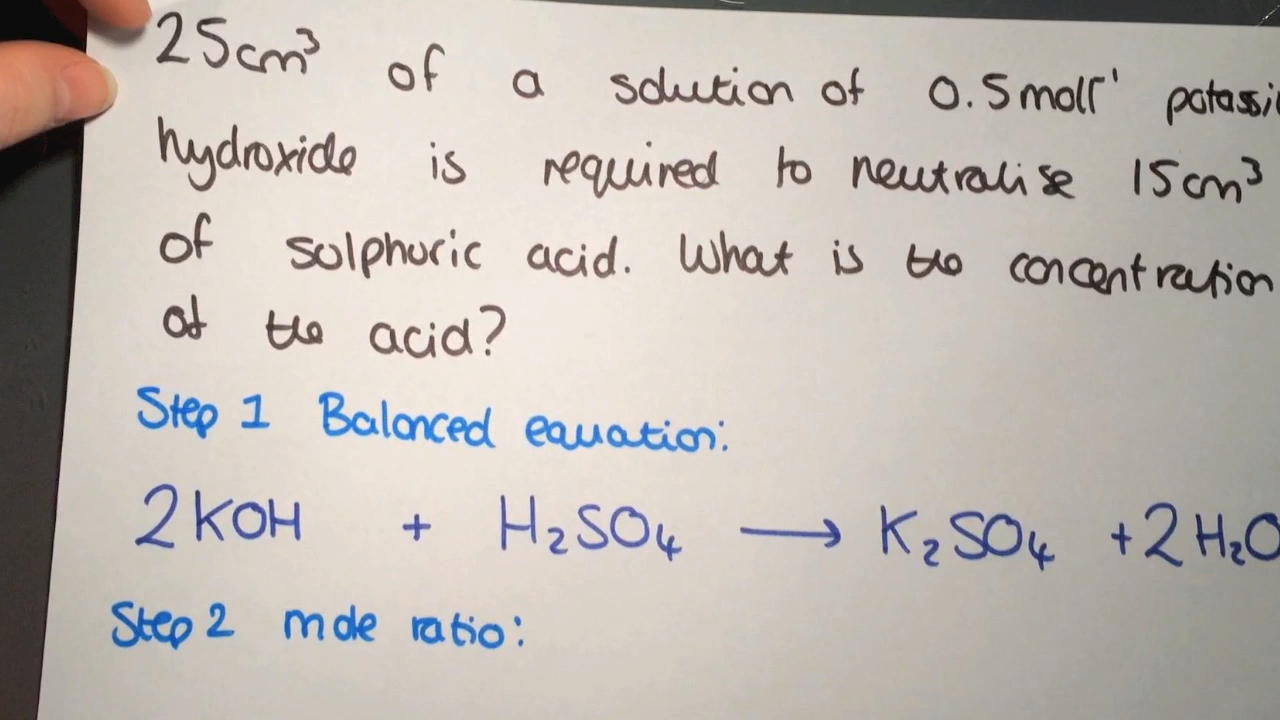 25cm³ of a solution of 0.5moll⁻¹ potassi
hydroxide is required to neutralise 15cm³
of sulphuric acid. What is the concentration
of the acid?
Step 1 Balanced equation:
2KOH + H₂SO₄ ⟶ K₂SO₄ +2H₂O
Step 2 mole ratio: